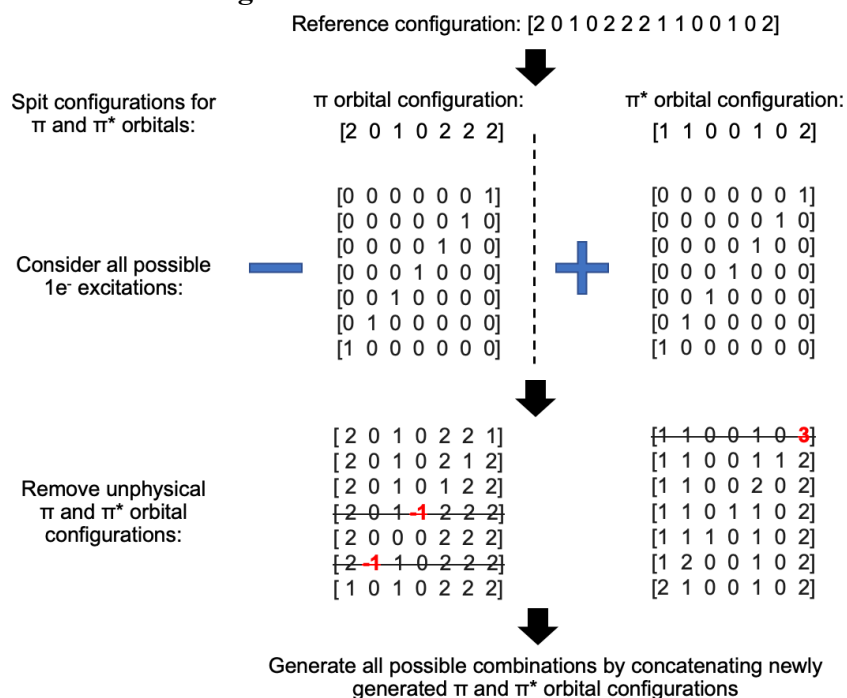 Reference configuration: [2 0 1 0 2 2 2 1 1 0 0 1 0 2]
Spit configurations for
π and π* orbitals:
π orbital configuration:
[2 0 1 0 2 2 2]
π* orbital configuration:
[1 1 0 0 1 0 2]
Consider all possible
1e- excitations:
[0 0 0 0 0 0 1]
[0 0 0 0 0 1 0]
[0 0 0 0 1 0 0]
[0 0 0 1 0 0 0]
[0 0 1 0 0 0 0]
[0 1 0 0 0 0 0]
[1 0 0 0 0 0 0]
[0 0 0 0 0 0 1]
[0 0 0 0 0 1 0]
[0 0 0 0 1 0 0]
[0 0 0 1 0 0 0]
[0 0 1 0 0 0 0]
[0 1 0 0 0 0 0]
[1 0 0 0 0 0 0]
Remove unphysical
π and π* orbital
configurations:
[ 2 0 1 0 2 2 1]
[ 2 0 1 0 2 1 2]
[ 2 0 1 0 1 2 2]
[ 2 0 1 -1 2 2 2]
[ 2 0 0 0 2 2 2]
[ 2 -1 1 0 2 2 2]
[ 1 0 1 0 2 2 2]
[1 1 0 0 1 0 3]
[1 1 0 0 1 1 2]
[1 1 0 0 2 0 2]
[1 1 0 1 1 0 2]
[1 1 1 0 1 0 2]
[1 2 0 0 1 0 2]
[2 1 0 0 1 0 2]
Generate all possible combinations by concatenating newly
generated π and π* orbital configurations